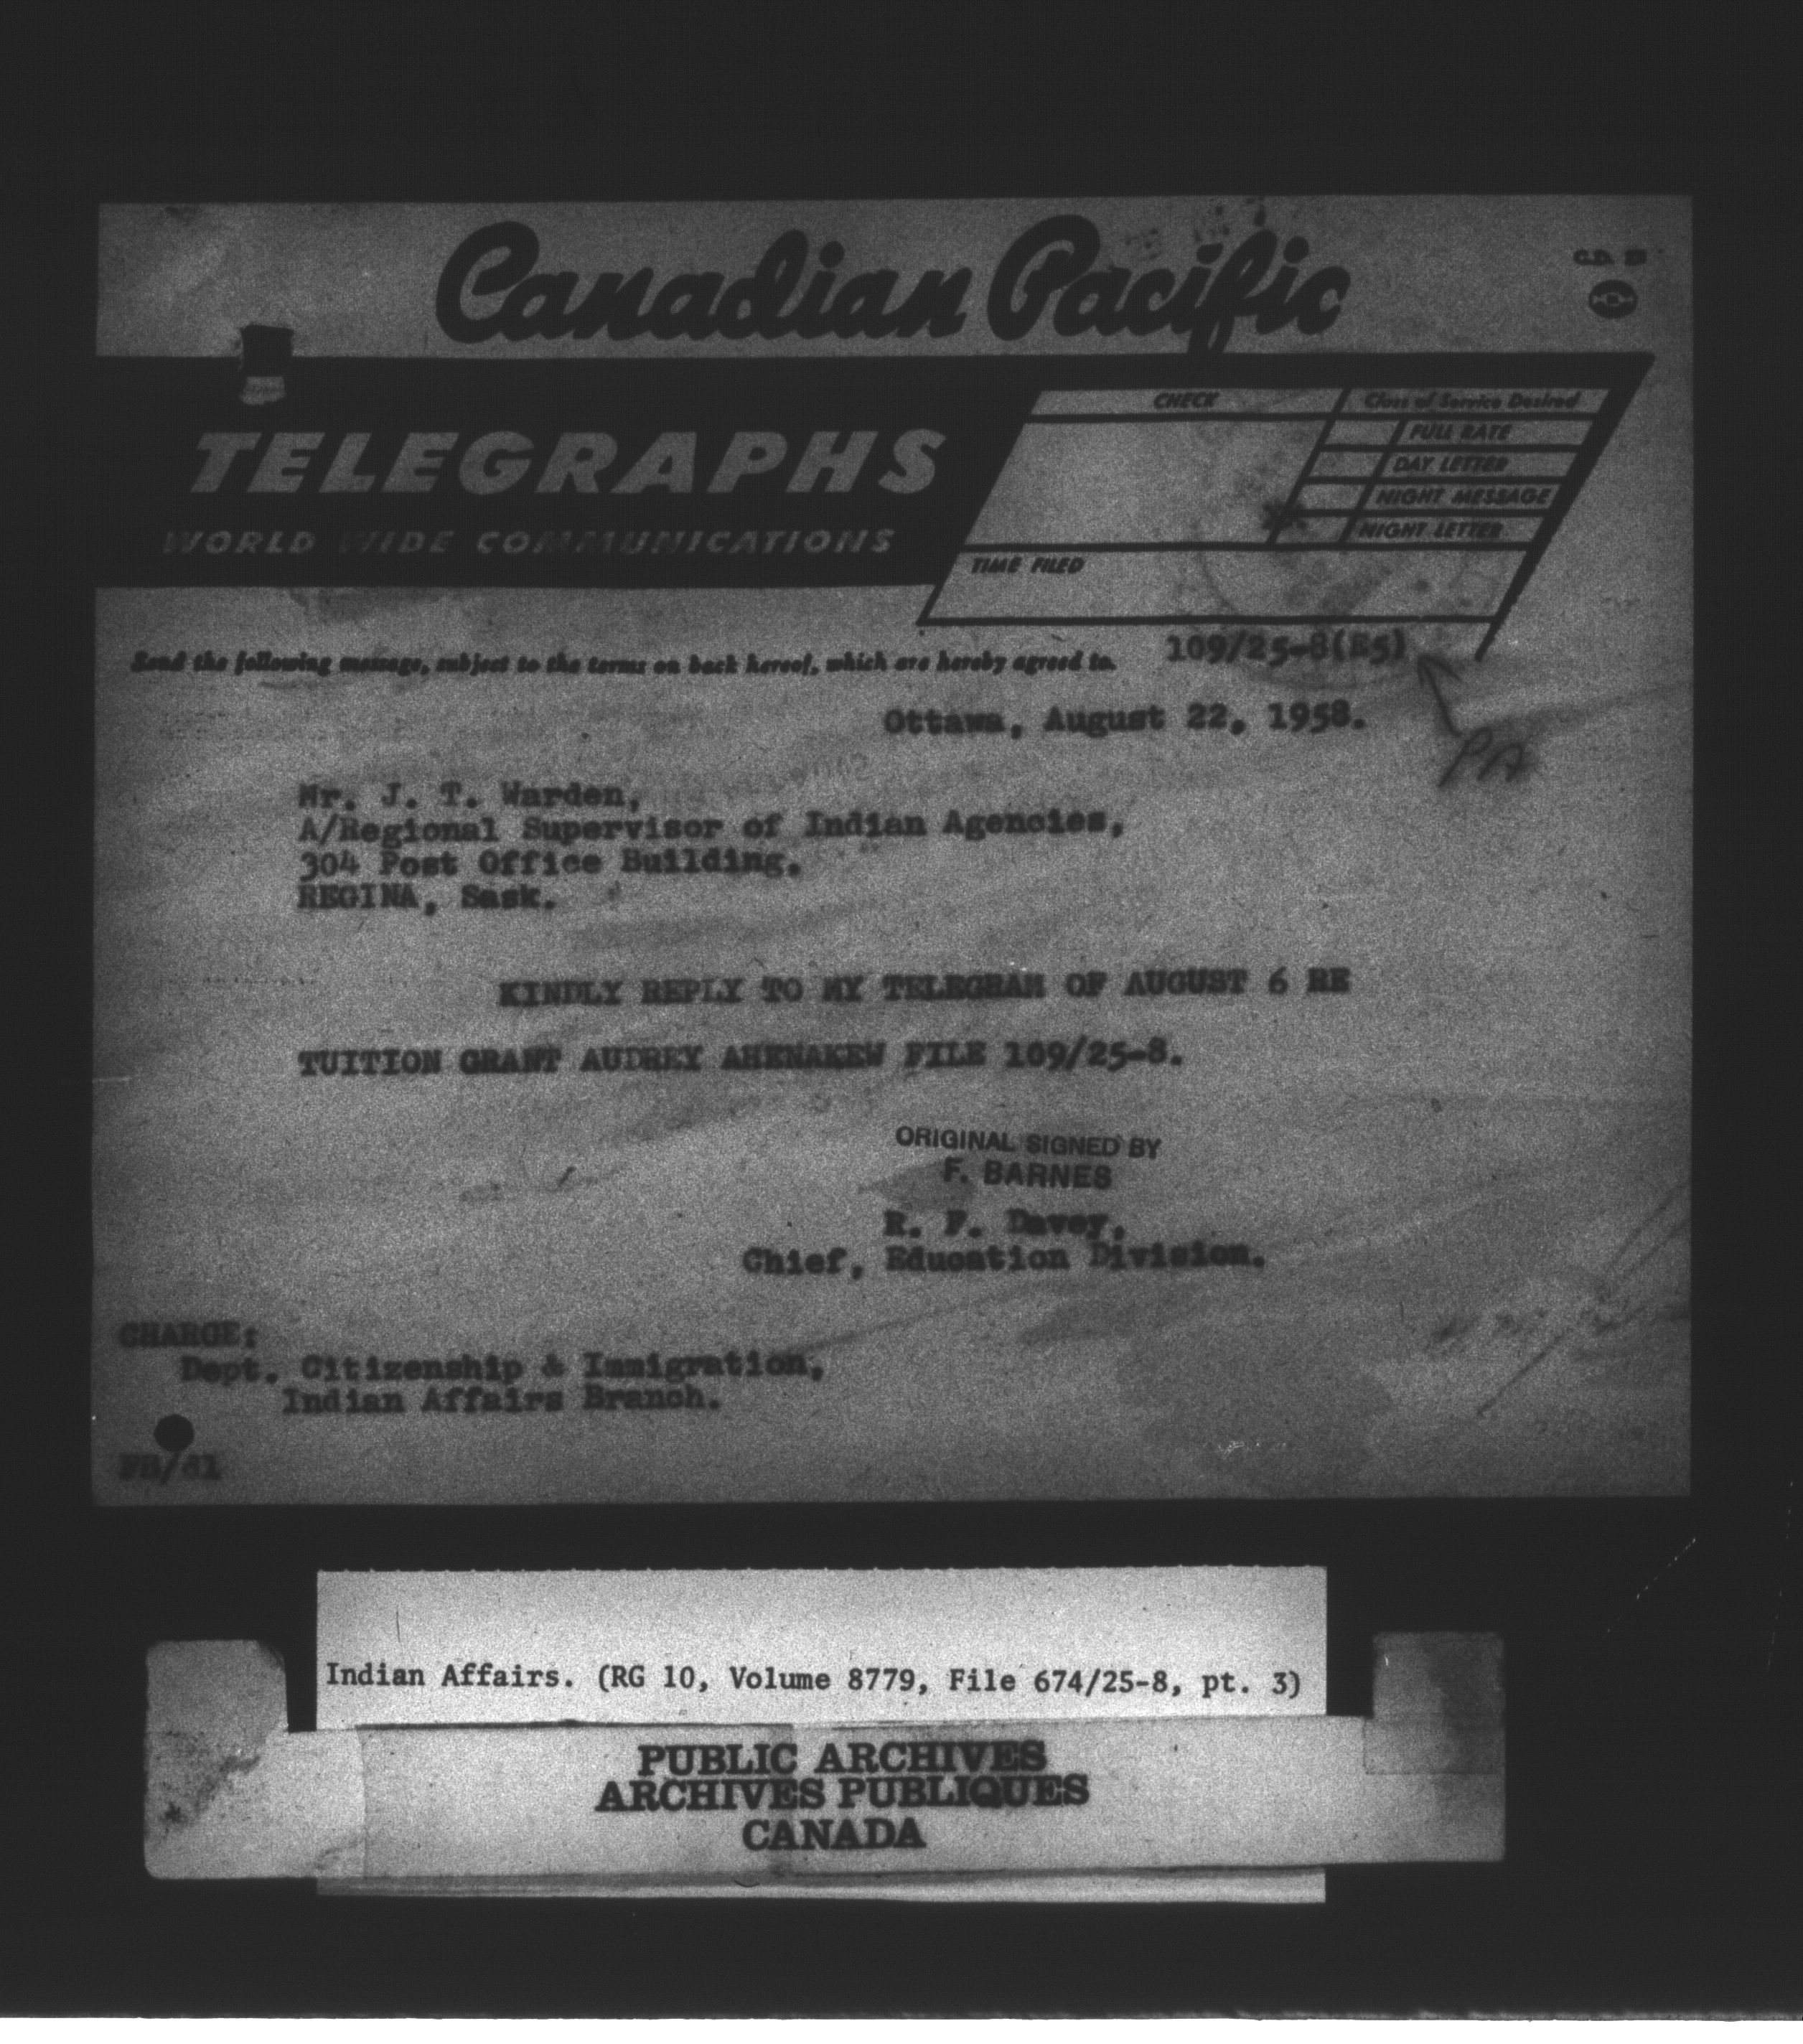 Canadian Pacific
TELEGRAPHS
WORLD WIDE COMMUNICATIONS
CHECK
Class of Service Desired
FULL RATE
DAY LETTER
NIGHT MESSAGE
NIGHT LETTER
TIME FILED
Send the following message, subject to the terms on back hereof, which are hereby agreed to.
109/25-8(E5)
PA
Ottawa, August 22, 1958.
Mr. J. T. Warden,
A/Regional Supervisor of Indian Agencies,
304 Post Office Building,
REGINA, Sask.
KINDLY REPLY TO MY TELEGRAM OF AUGUST 6 RE
TUITION GRANT AUDREY AHENAKEW FILE 109/25-8.
ORIGINAL SIGNED BY
F. BARNES
R. F. Davey,
Chief, Education Division.
CHARGE:
Dept. Citizenship & Immigration,
Indian Affairs Branch.
FB/dl
Indian Affairs. (RG 10, Volume 8779, File 674/25-8, pt. 3)
PUBLIC ARCHIVES
ARCHIVES PUBLIQUES
CANADA